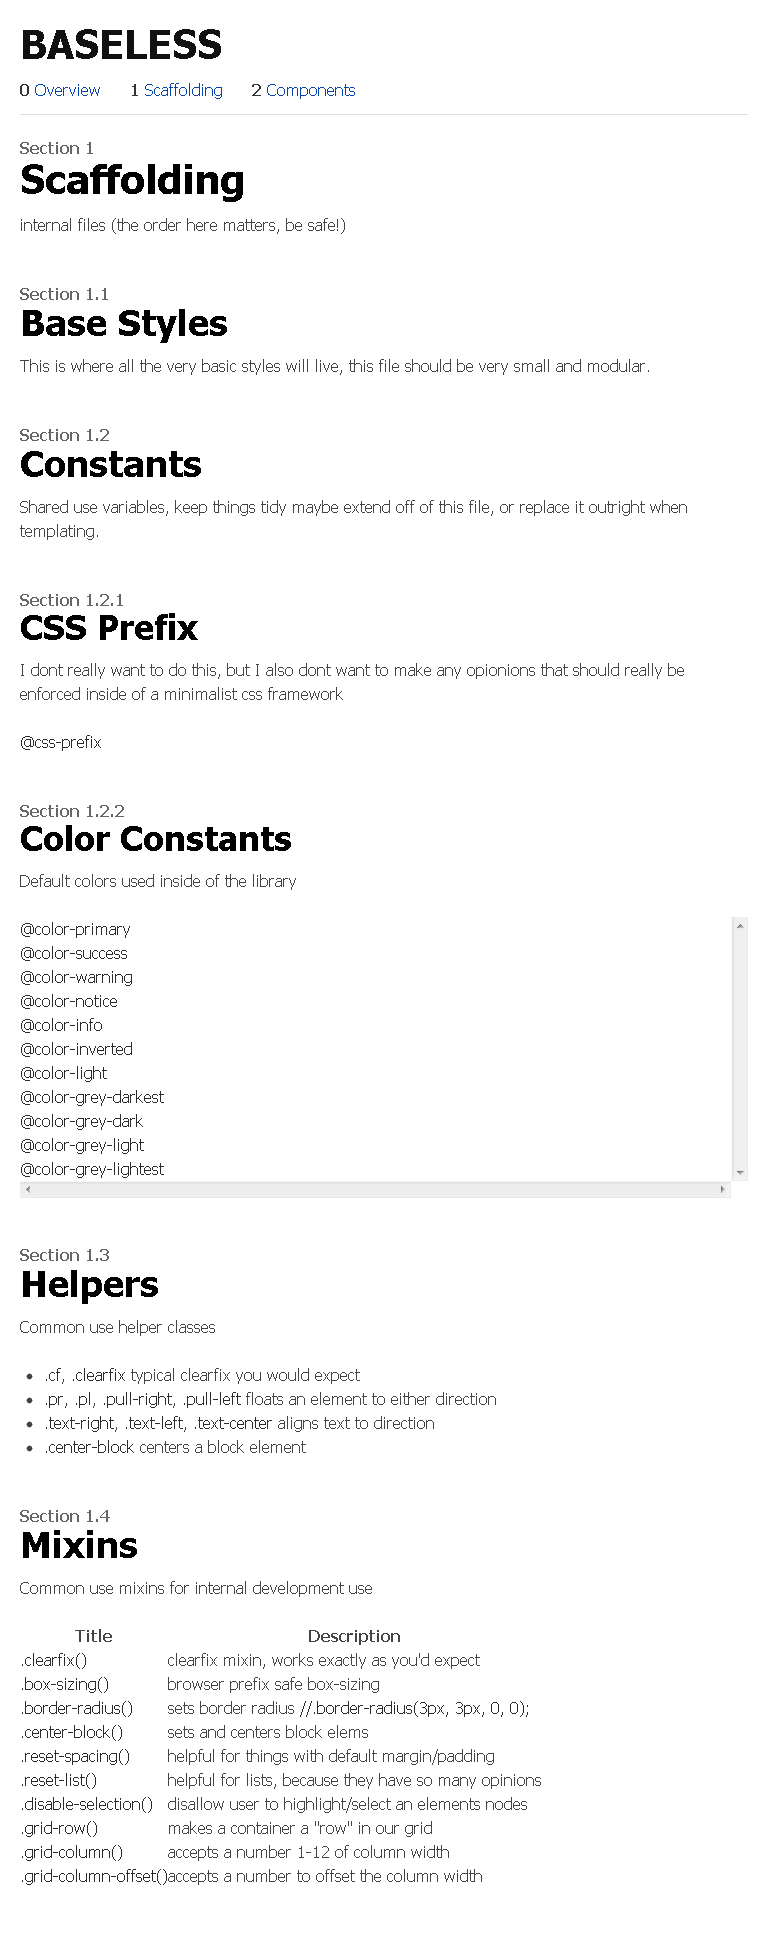 BASELESS
0 Overview 1 Scaffolding 2 Components
Section 1
Scaffolding
internal files (the order here matters, be safe!)
Section 1.1
Base Styles
This is where all the very basic styles will live, this file should be very small and modular.
Section 1.2
Constants
Shared use variables, keep things tidy maybe extend off of this file, or replace it outright when
templating.
Section 1.2.1
CSS Prefix
I dont really want to do this, but I also dont want to make any opionions that should really be
enforced inside of a minimalist css framework
@css-prefix
Section 1.2.2
Color Constants
Default colors used inside of the library
@color-primary
@color-success
@color-warning
@color-notice
@color-info
@color-inverted
@color-light
@color-grey-darkest
@color-grey-dark
@color-grey-light
@color-grey-lightest
Section 1.3
Helpers
Common use helper classes
• .cf, .clearfix typical clearfix you would expect
• .pr, .pl, .pull-right, .pull-left floats an element to either direction
• .text-right, .text-left, .text-center aligns text to direction
• .center-block centers a block element
Section 1.4
Mixins
Common use mixins for internal development use
Title Description
.clearfix() clearfix mixin, works exactly as you'd expect
.box-sizing() browser prefix safe box-sizing
.border-radius() sets border radius //.border-radius(3px, 3px, 0, 0);
.center-block() sets and centers block elems
.reset-spacing() helpful for things with default margin/padding
.reset-list() helpful for lists, because they have so many opinions
.disable-selection() disallow user to highlight/select an elements nodes
.grid-row() makes a container a "row" in our grid
.grid-column() accepts a number 1-12 of column width
.grid-column-offset() accepts a number to offset the column width